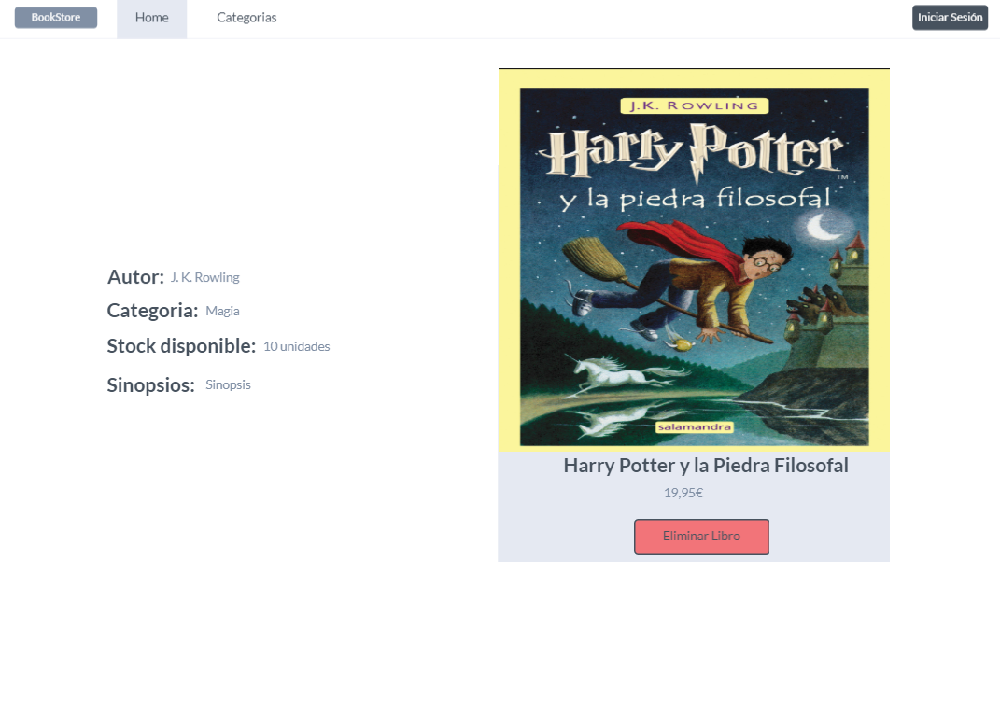 BookStore
Home
Categorias
Iniciar Sesión
J.K. ROWLING
Harry Potter
TM
y la piedra filosofal
salamandra
Autor: J. K. Rowling
Categoria: Magia
Stock disponible: 10 unidades
Sinopsios: Sinopsis
Harry Potter y la Piedra Filosofal
19,95€
Eliminar Libro